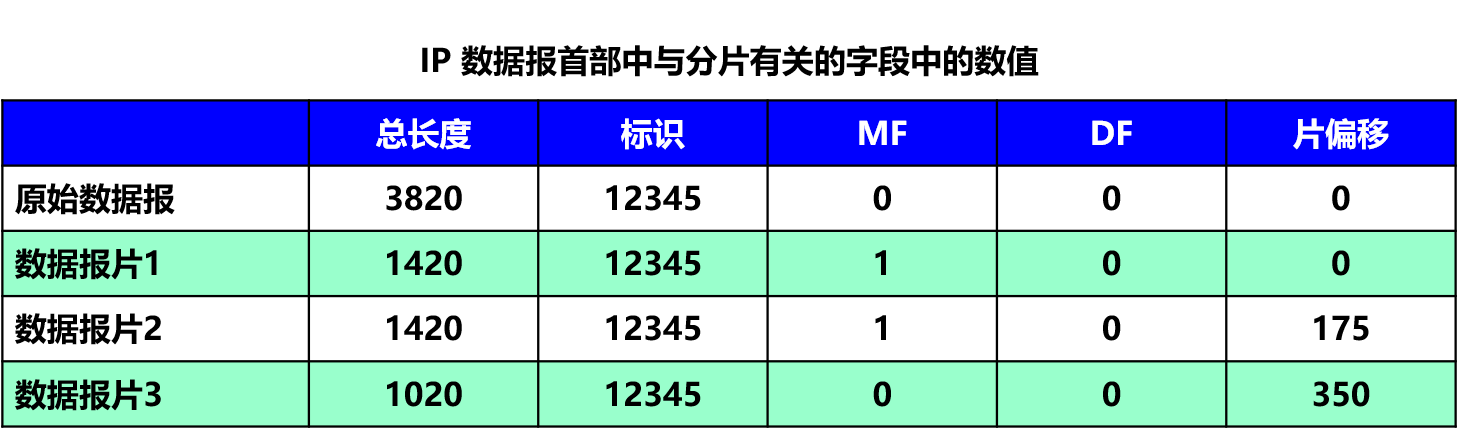 IP 数据报首部中与分片有关的字段中的数值
总长度 标识 MF DF 片偏移
原始数据报 3820 12345 0 0 0
数据报片1 1420 12345 1 0 0
数据报片2 1420 12345 1 0 175
数据报片3 1020 12345 0 0 350